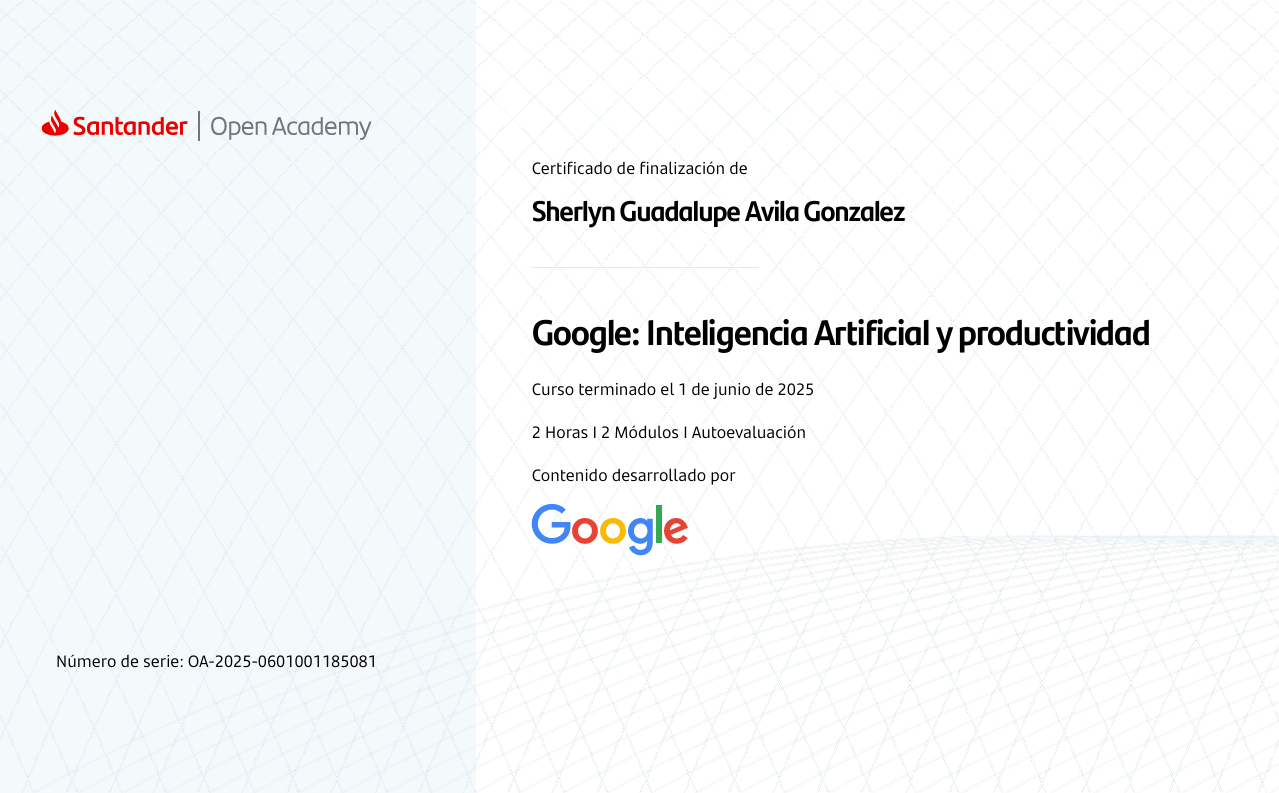 Santander | Open Academy
Certificado de finalización de
Sherlyn Guadalupe Avila Gonzalez
Google: Inteligencia Artificial y productividad
Curso terminado el 1 de junio de 2025
2 Horas I 2 Módulos I Autoevaluación
Contenido desarrollado por
Google
Número de serie: OA-2025-0601001185081